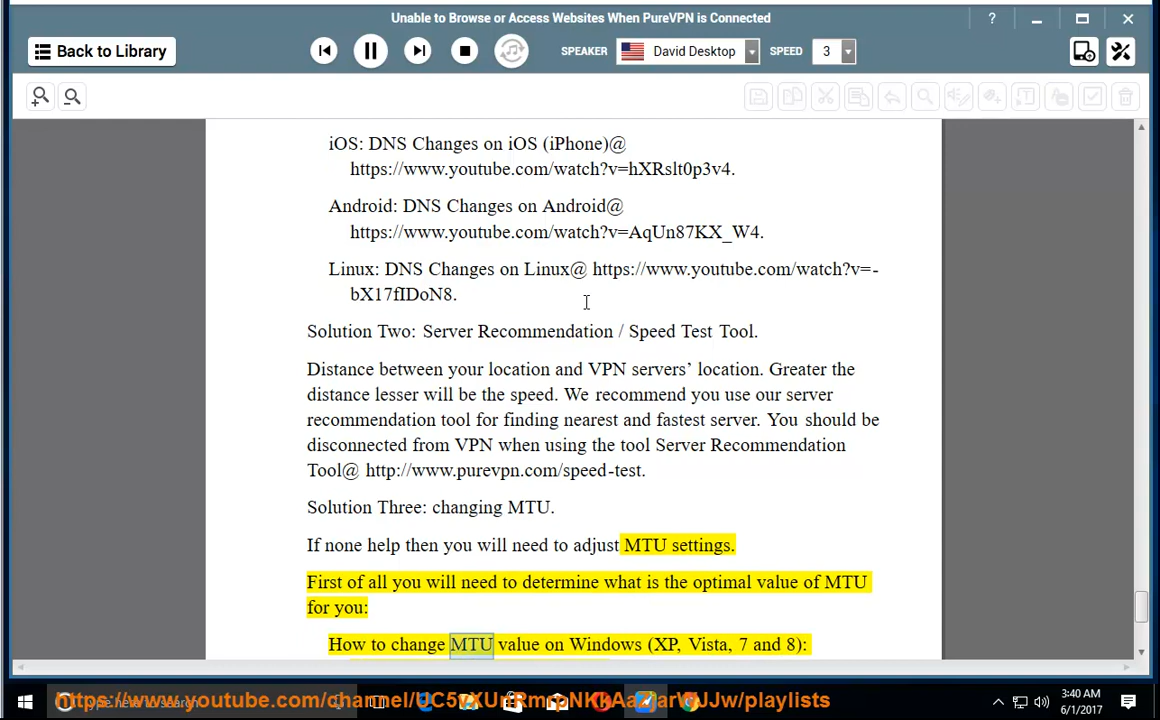 Unable to Browse or Access Websites When PureVPN is Connected
Back to Library
SPEAKER David Desktop SPEED 3
iOS: DNS Changes on iOS (iPhone)@
https://www.youtube.com/watch?v=hXRslt0p3v4.
Android: DNS Changes on Android@
https://www.youtube.com/watch?v=AqUn87KX_W4.
Linux: DNS Changes on Linux@ https://www.youtube.com/watch?v=-
bX17fIDoN8.
Solution Two: Server Recommendation / Speed Test Tool.
Distance between your location and VPN servers’ location. Greater the
distance lesser will be the speed. We recommend you use our server
recommendation tool for finding nearest and fastest server. You should be
disconnected from VPN when using the tool Server Recommendation
Tool@ http://www.purevpn.com/speed-test.
Solution Three: changing MTU.
If none help then you will need to adjust MTU settings.
First of all you will need to determine what is the optimal value of MTU
for you:
How to change MTU value on Windows (XP, Vista, 7 and 8):
3:40 AM
6/1/2017